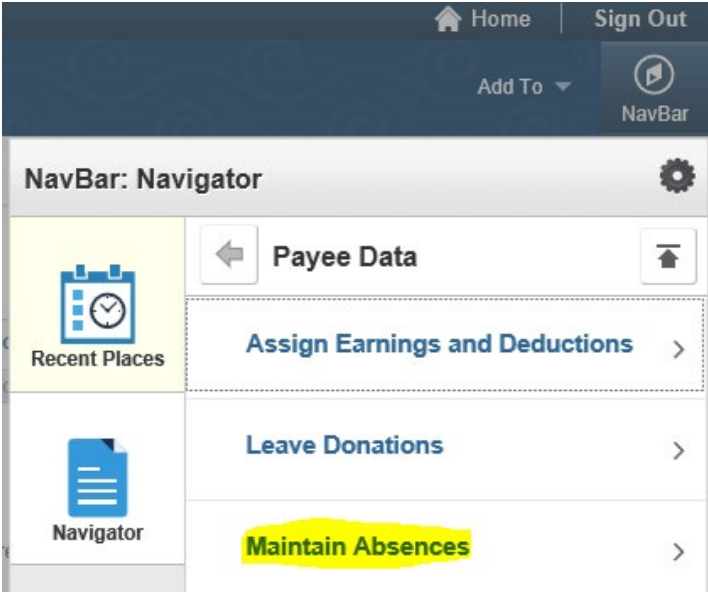 Home
Sign Out
Add To
NavBar
NavBar: Navigator
Payee Data
Recent Places
Assign Earnings and Deductions
Leave Donations
Navigator
Maintain Absences